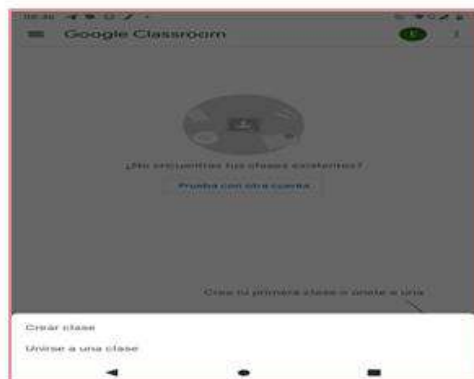 Google Classroom
¿No encuentras tus clases existentes?
Prueba con otra cuenta
Crea tu primera clase o únete a una
Crear clase
Unirse a una clase